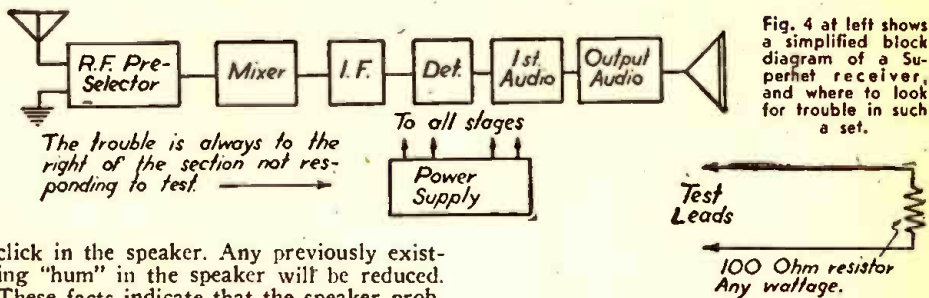 R.F. Pre-
Selector
Mixer
I.F.
Det.
1st.
Audio
Output
Audio
Fig. 4 at left shows
a simplified block
diagram of a Su-
perhet receiver,
and where to look
for trouble in such
a set.
The trouble is always to the
right of the section not res-
ponding to test.
To all stages
Power
Supply
Test
Leads
100 Ohm resistor
Any wattage.
click in the speaker. Any previously exist-
ing "hum" in the speaker will be reduced.
These facts indicate that the speaker prob-